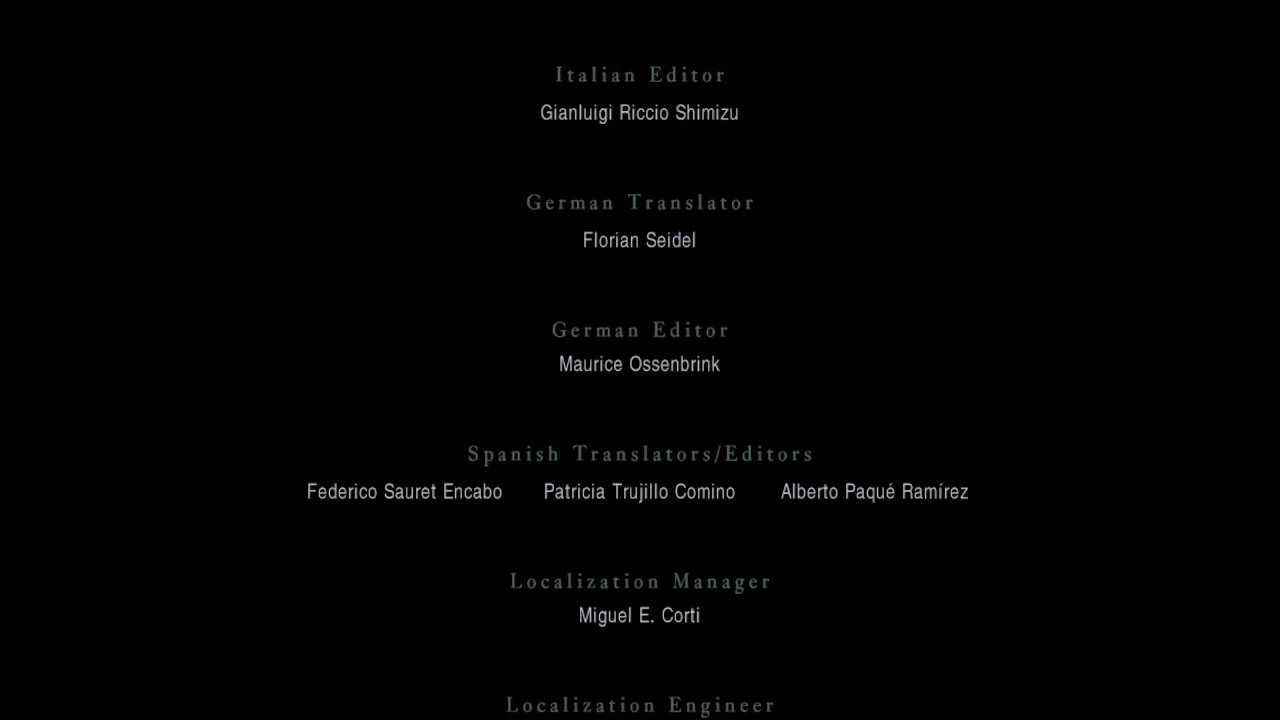 Italian Editor
Gianluigi Riccio Shimizu
German Translator
Florian Seidel
German Editor
Maurice Ossenbrink
Spanish Translators/Editors
Federico Sauret Encabo Patricia Trujillo Comino Alberto Paqué Ramírez
Localization Manager
Miguel E. Corti
Localization Engineer